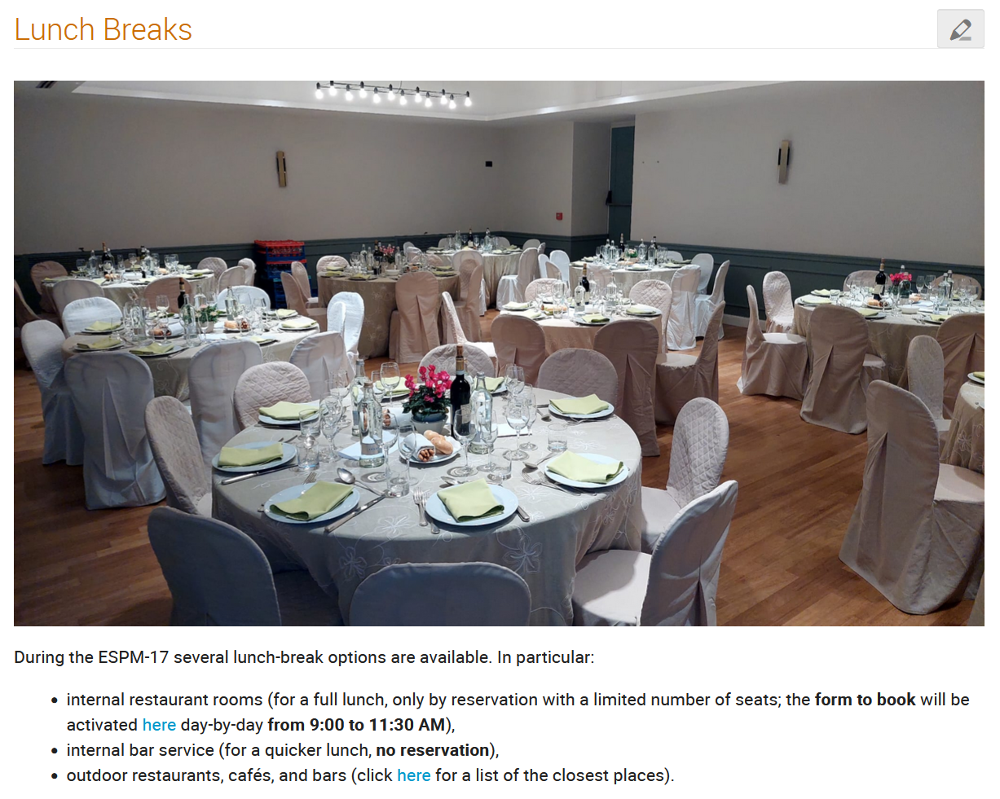 Lunch Breaks
During the ESPM-17 several lunch-break options are available. In particular:
• internal restaurant rooms (for a full lunch, only by reservation with a limited number of seats; the form to book will be
activated here day-by-day from 9:00 to 11:30 AM),
• internal bar service (for a quicker lunch, no reservation),
• outdoor restaurants, cafés, and bars (click here for a list of the closest places).